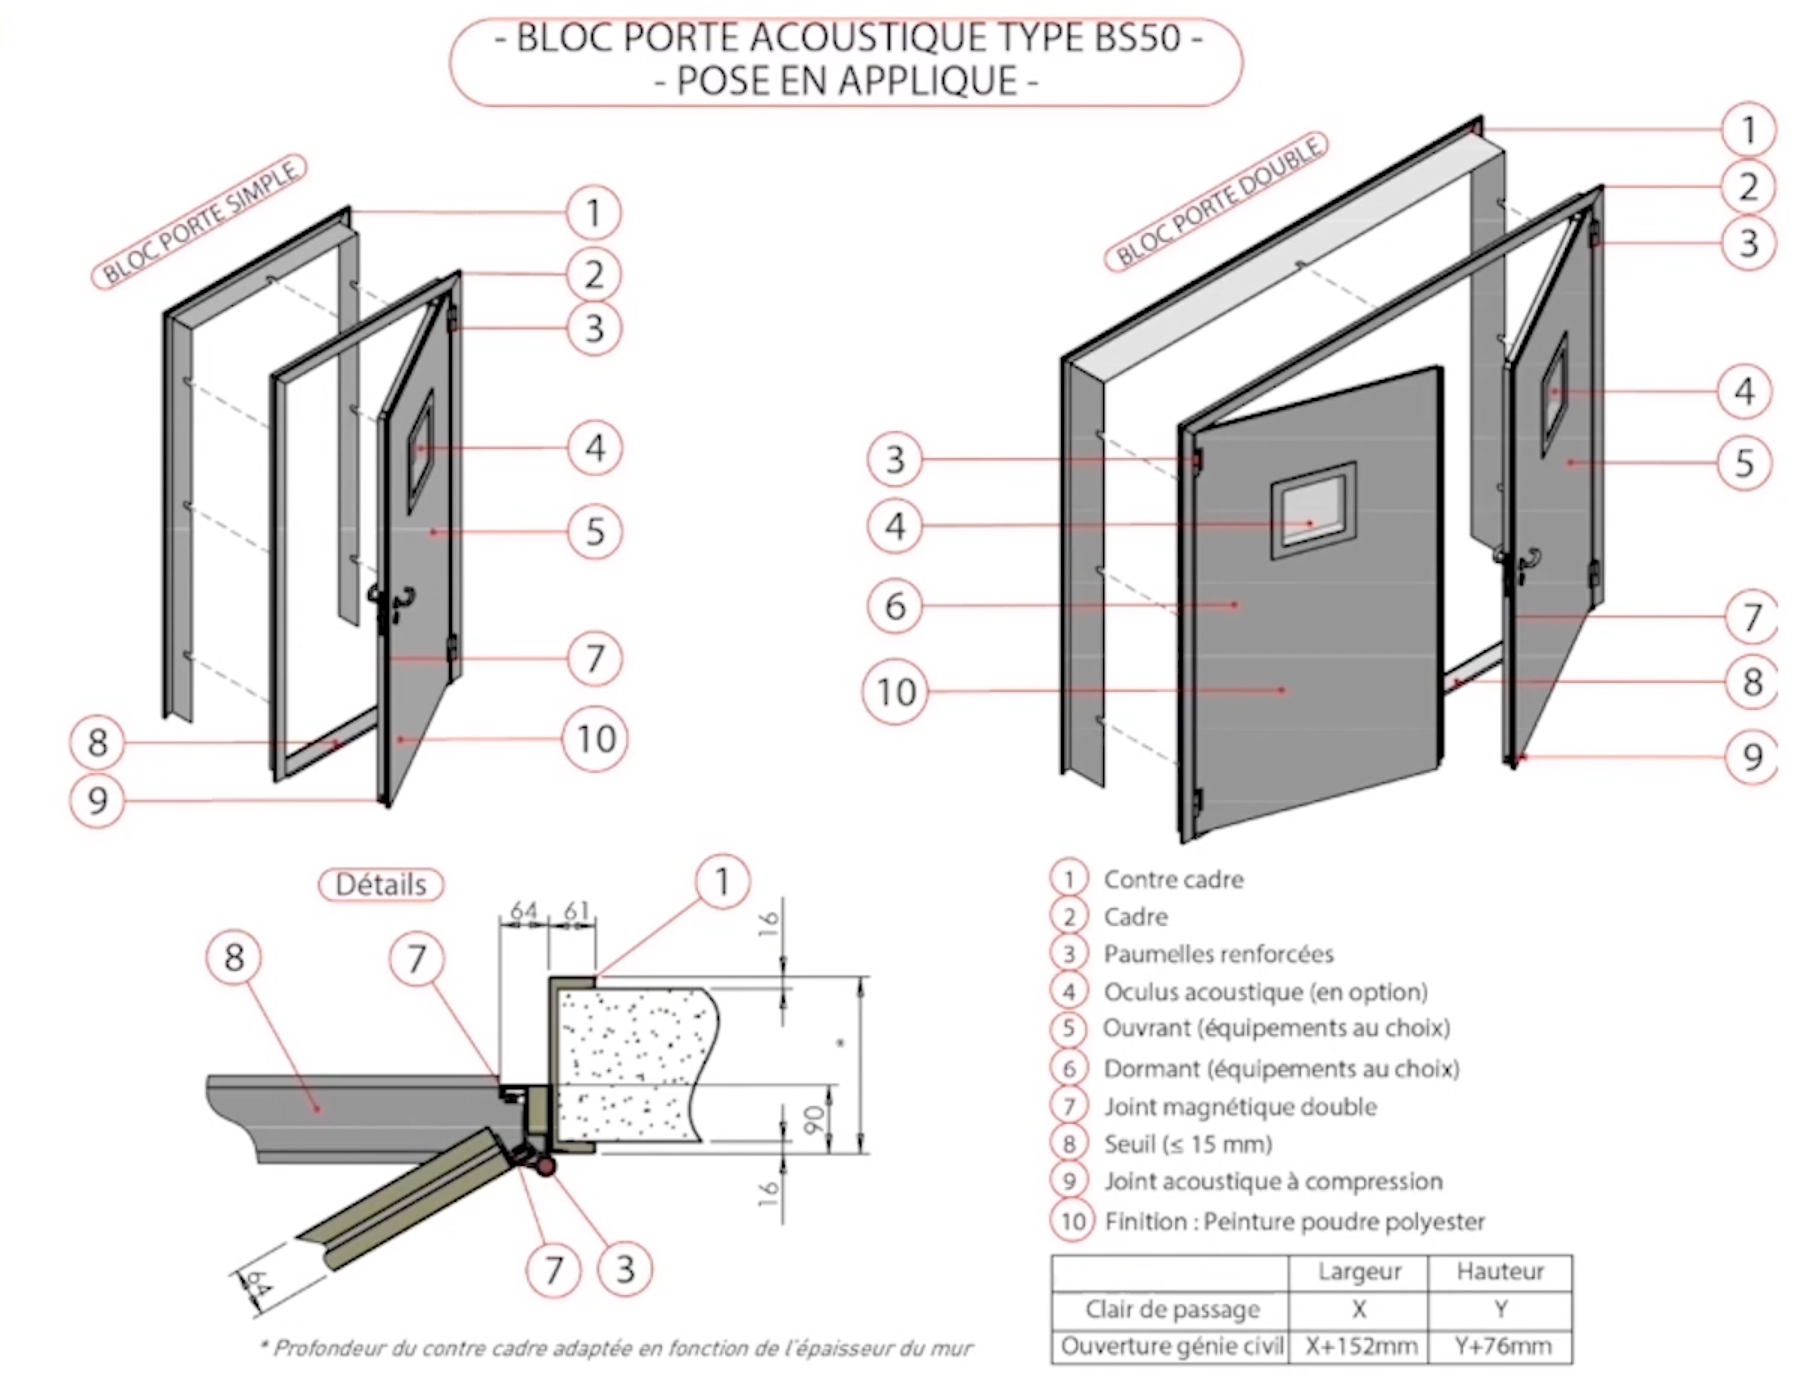 - BLOC PORTE ACOUSTIQUE TYPE BS50 -
- POSE EN APPLIQUE -
BLOC PORTE SIMPLE
1
2
3
4
5
7
10
8
9
BLOC PORTE DOUBLE
1
2
3
4
5
7
8
9
3
4
6
10
Détails
1
8
7
64
61
16
*
90
16
64
7
3
* Profondeur du contre cadre adaptée en fonction de l'épaisseur du mur
1 Contre cadre
2 Cadre
3 Paumelles renforcées
4 Oculus acoustique (en option)
5 Ouvrant (équipements au choix)
6 Dormant (équipements au choix)
7 Joint magnétique double
8 Seuil (≤ 15 mm)
9 Joint acoustique à compression
10 Finition : Peinture poudre polyester
Largeur Hauteur
Clair de passage X Y
Ouverture génie civil X+152mm Y+76mm